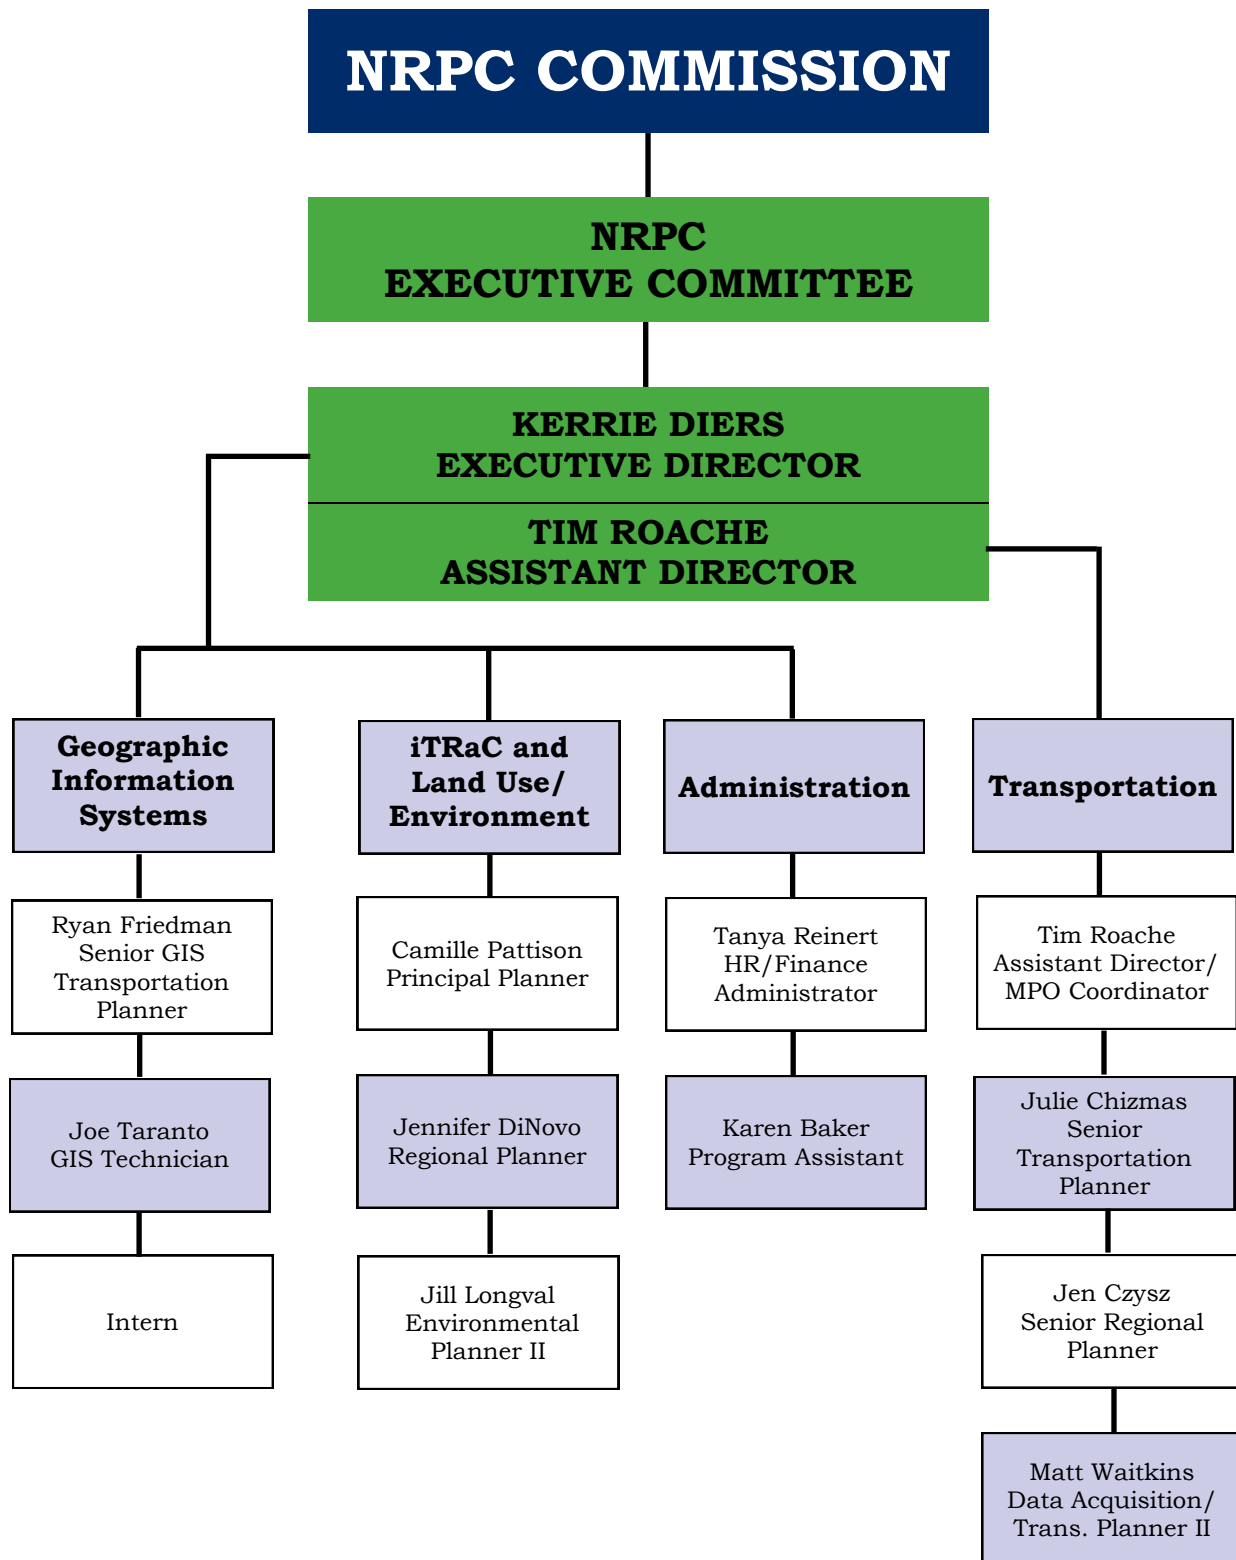 NRPC COMMISSION
NRPC
EXECUTIVE COMMITTEE
KERRIE DIERS
EXECUTIVE DIRECTOR
TIM ROACHE
ASSISTANT DIRECTOR
Geographic
Information
Systems
Ryan Friedman
Senior GIS
Transportation
Planner
Joe Taranto
GIS Technician
Intern
iTRaC and
Land Use/
Environment
Camille Pattison
Principal Planner
Jennifer DiNovo
Regional Planner
Jill Longval
Environmental
Planner II
Administration
Tanya Reinert
HR/Finance
Administrator
Karen Baker
Program Assistant
Transportation
Tim Roache
Assistant Director/
MPO Coordinator
Julie Chizmas
Senior
Transportation
Planner
Jen Czysz
Senior Regional
Planner
Matt Waitkins
Data Acquisition/
Trans. Planner II